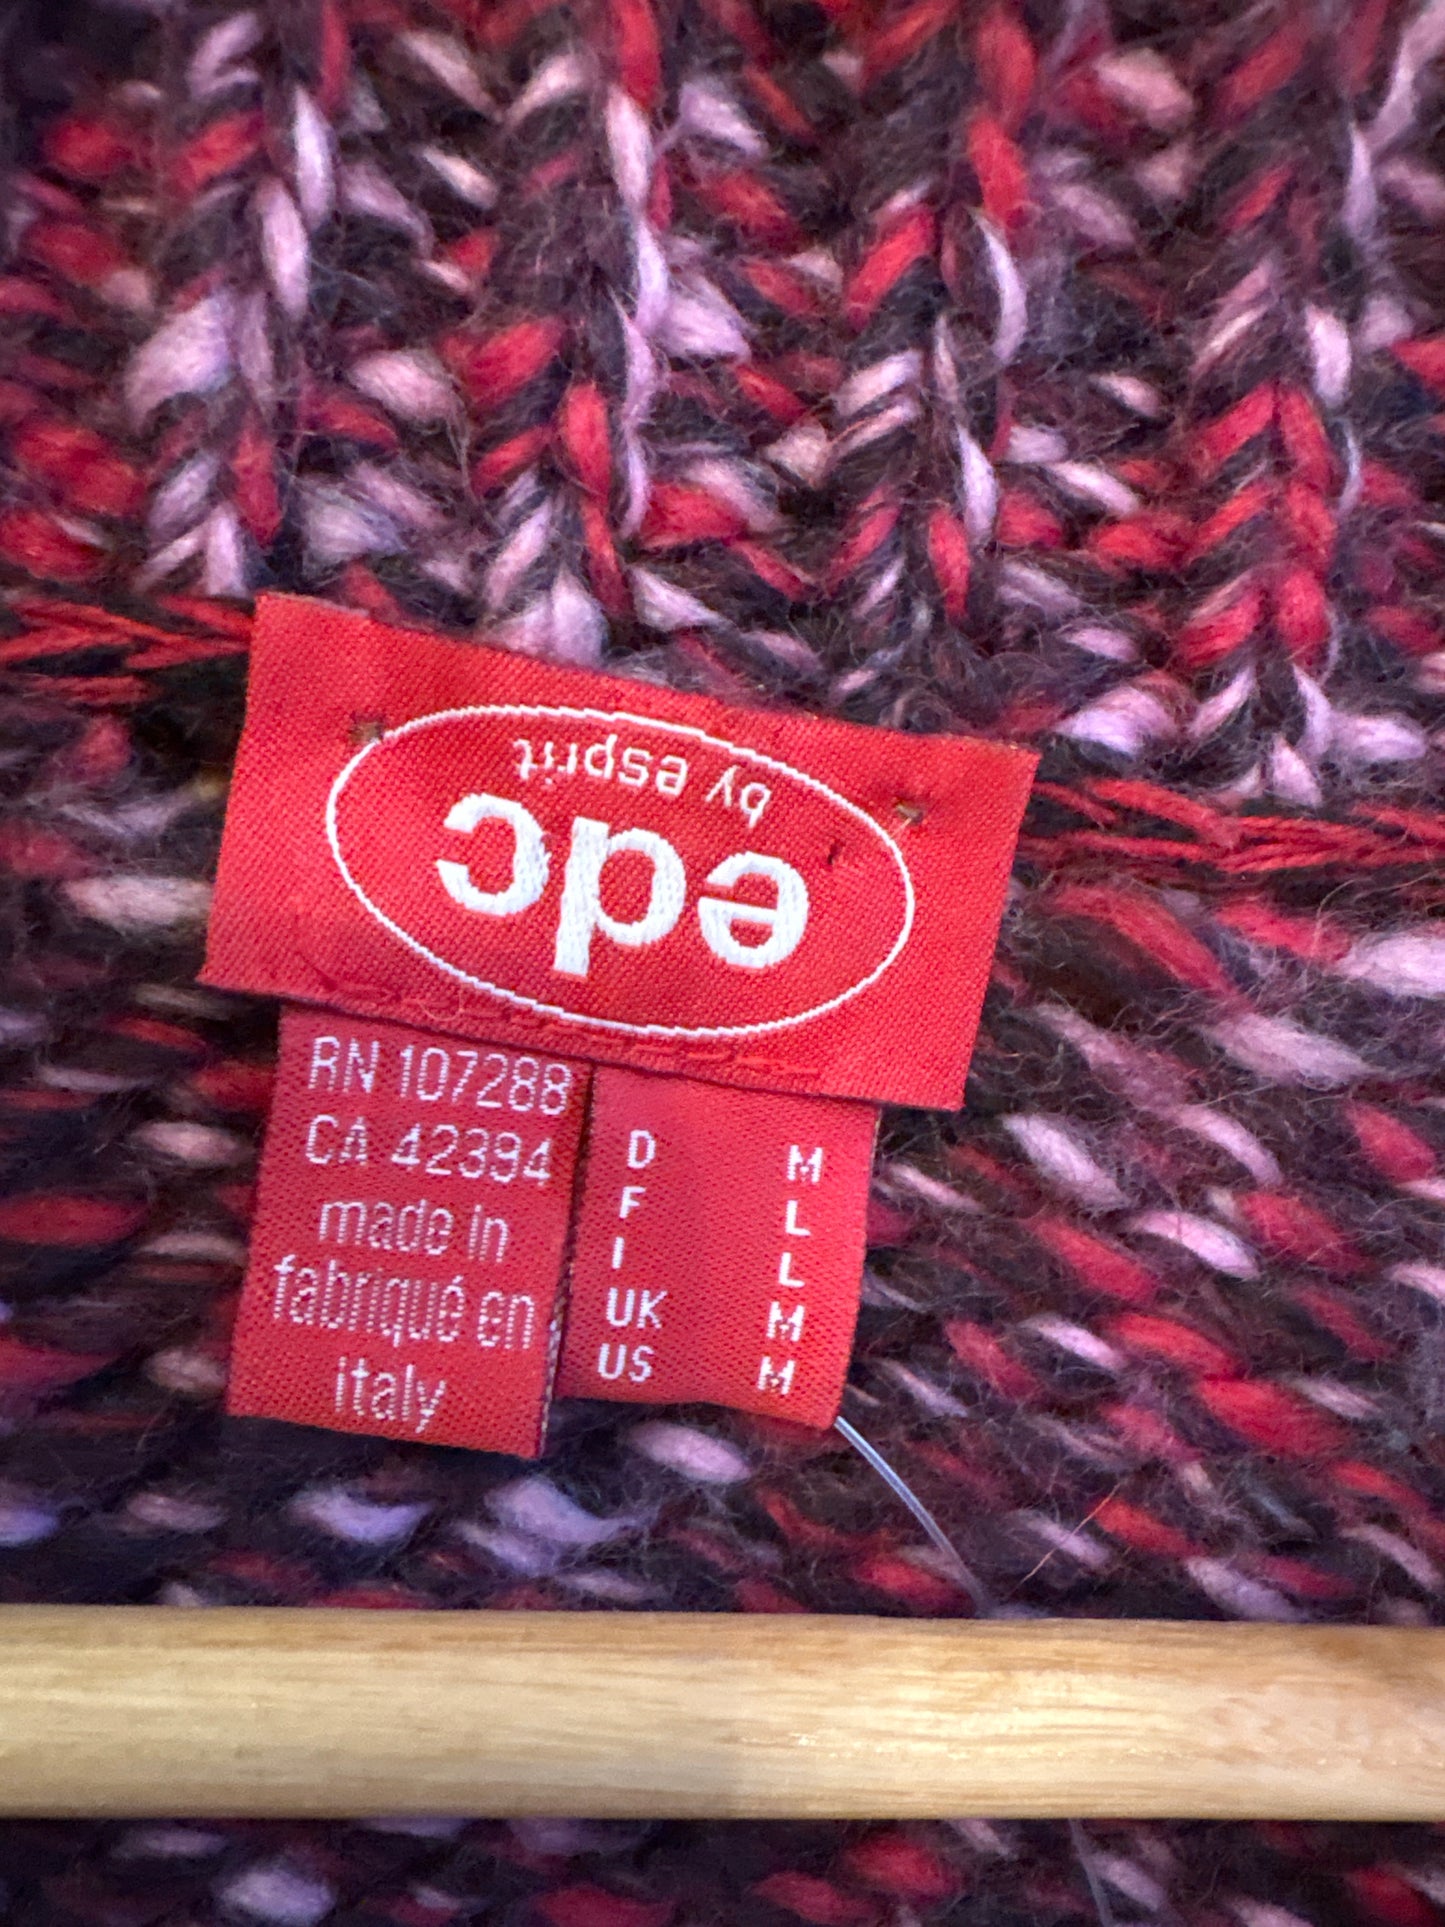 edc
by esprit
RN 107288
CA 42394
made in
fabriqué en
italy
D M
F L
I L
UK M
US M